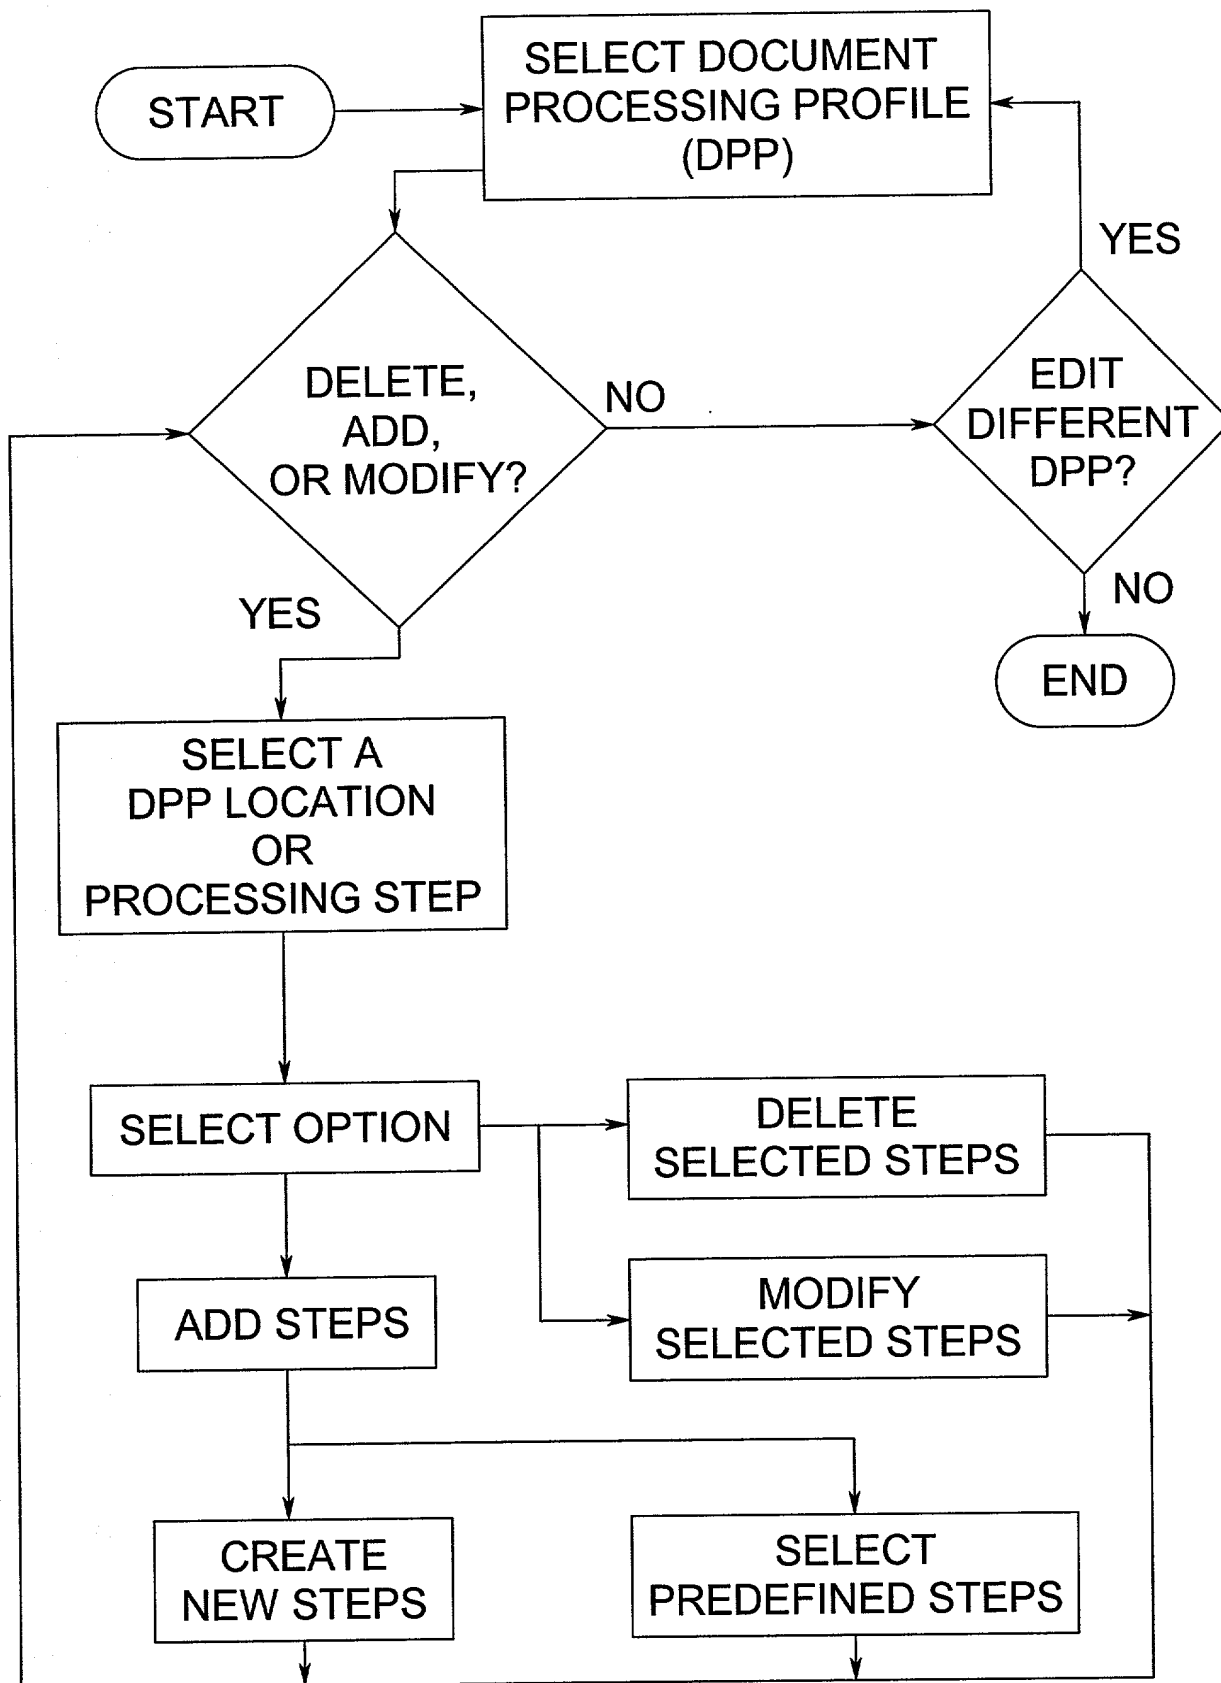 START
SELECT DOCUMENT
PROCESSING PROFILE
(DPP)
YES
DELETE,
ADD,
OR MODIFY?
NO
EDIT
DIFFERENT
DPP?
YES
NO
END
SELECT A
DPP LOCATION
OR
PROCESSING STEP
SELECT OPTION
DELETE
SELECTED STEPS
ADD STEPS
MODIFY
SELECTED STEPS
CREATE
NEW STEPS
SELECT
PREDEFINED STEPS